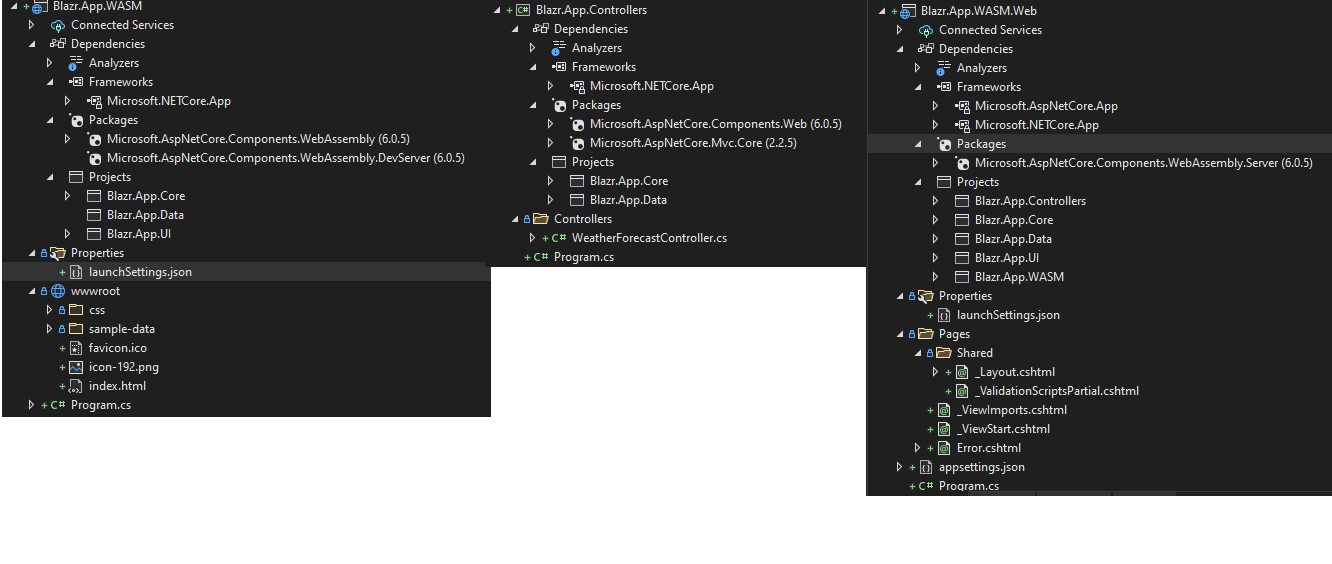 Blazr.App.WASM
Connected Services
Dependencies
Analyzers
Frameworks
Microsoft.NETCore.App
Packages
Microsoft.AspNetCore.Components.WebAssembly (6.0.5)
Microsoft.AspNetCore.Components.WebAssembly.DevServer (6.0.5)
Projects
Blazr.App.Core
Blazr.App.Data
Blazr.App.UI
Properties
launchSettings.json
wwwroot
css
sample-data
favicon.ico
icon-192.png
index.html
C# Program.cs
C# Blazr.App.Controllers
Dependencies
Analyzers
Frameworks
Microsoft.NETCore.App
Packages
Microsoft.AspNetCore.Components.Web (6.0.5)
Microsoft.AspNetCore.Mvc.Core (2.2.5)
Projects
Blazr.App.Core
Blazr.App.Data
Controllers
C# WeatherForecastController.cs
C# Program.cs
Blazr.App.WASM.Web
Connected Services
Dependencies
Analyzers
Frameworks
Microsoft.AspNetCore.App
Microsoft.NETCore.App
Packages
Microsoft.AspNetCore.Components.WebAssembly.Server (6.0.5)
Projects
Blazr.App.Controllers
Blazr.App.Core
Blazr.App.Data
Blazr.App.UI
Blazr.App.WASM
Properties
launchSettings.json
Pages
Shared
_Layout.cshtml
_ValidationScriptsPartial.cshtml
_ViewImports.cshtml
_ViewStart.cshtml
Error.cshtml
appsettings.json
C# Program.cs